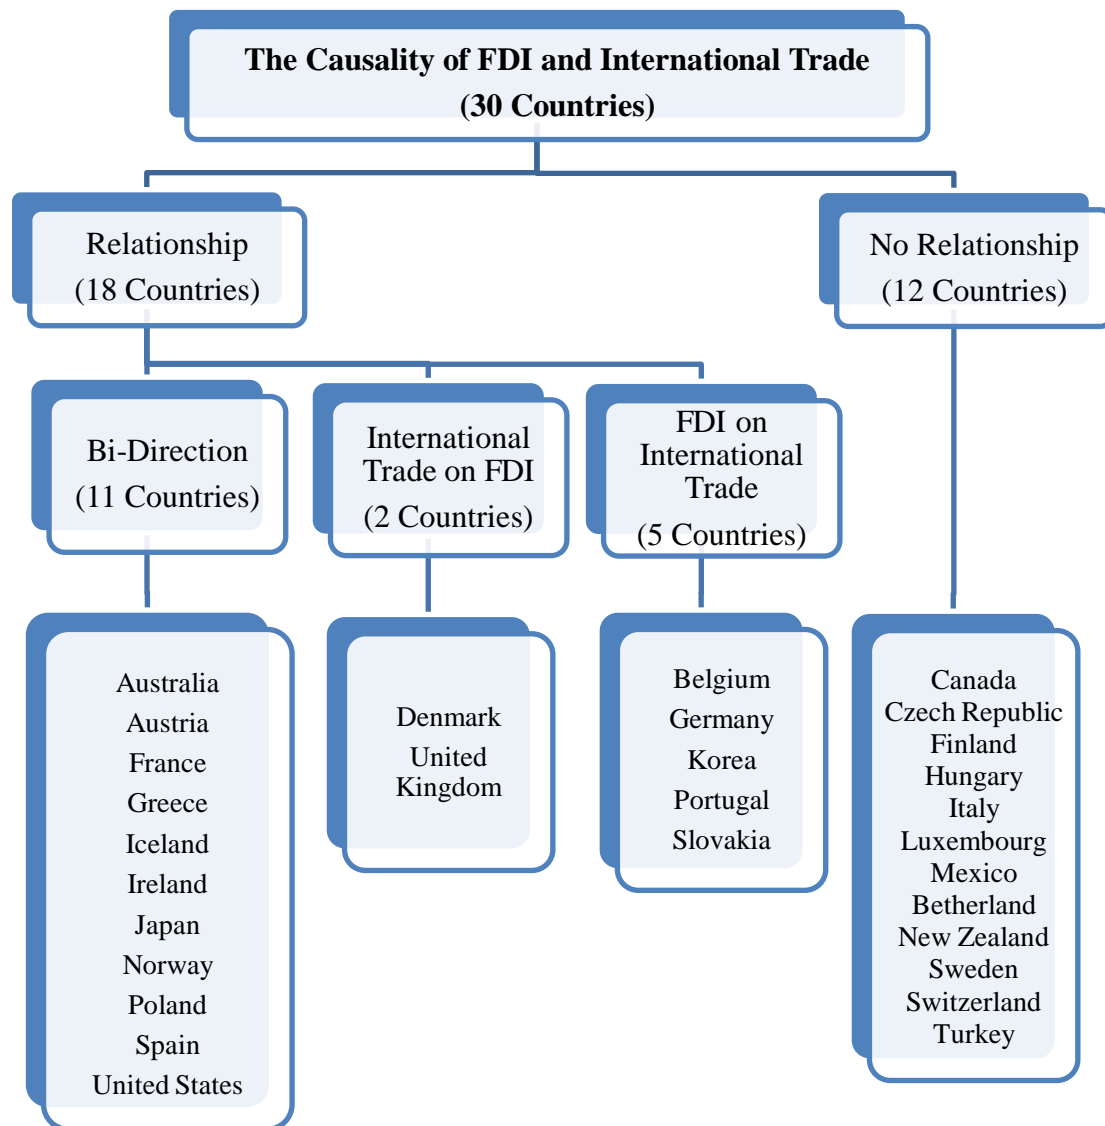 The Causality of FDI and International Trade
(30 Countries)
Relationship
(18 Countries)
No Relationship
(12 Countries)
Bi-Direction
(11 Countries)
International
Trade on FDI
(2 Countries)
FDI on
International
Trade
(5 Countries)
Australia
Austria
France
Greece
Iceland
Ireland
Japan
Norway
Poland
Spain
United States
Denmark
United
Kingdom
Belgium
Germany
Korea
Portugal
Slovakia
Canada
Czech Republic
Finland
Hungary
Italy
Luxembourg
Mexico
Betherland
New Zealand
Sweden
Switzerland
Turkey